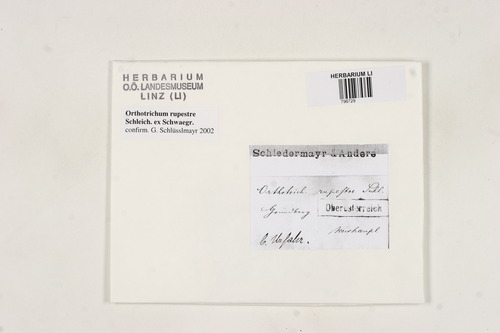 HERBARIUM
O.Ö. LANDESMUSEUM
LINZ (LI)
HERBARIUM LI
Orthotrichum rupestre
Schleich. ex Schwaegr.
confirm. G. Schlüsslmayr 2002
Schiedermayr & Andere
Orthotrich. rupestre
Oberösterreich